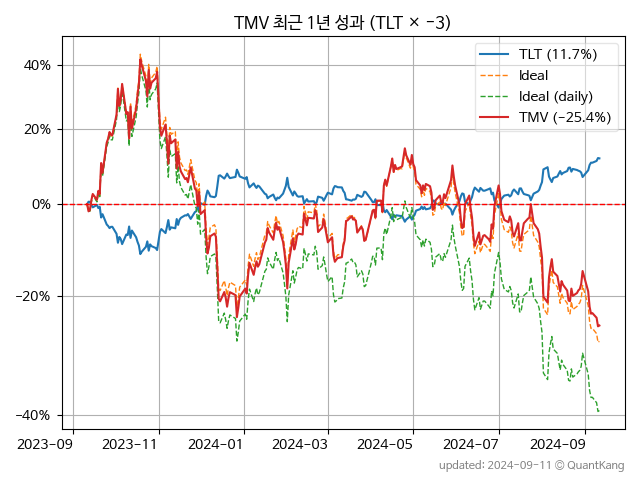 TMV 최근 1년 성과 (TLT × −3)
TLT (11.7%)
Ideal
Ideal (daily)
TMV (−25.4%)
40%
20%
0%
−20%
−40%
2023-09
2023-11
2024-01
2024-03
2024-05
2024-07
2024-09
updated: 2024-09-11 © QuantKang